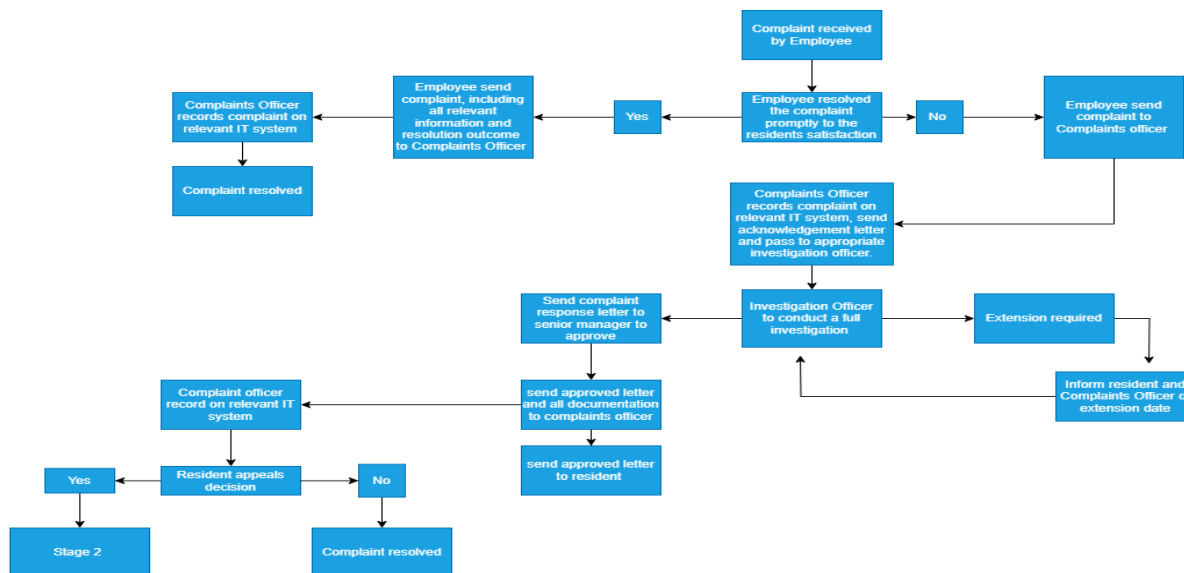 Complaint received
by Employee
Employee send
complaint, including
all relevant
information and
resolution outcome
to Complaints Officer
Complaints Officer
records complaint on
relevant IT system
Yes
Employee resolved
the complaint
promptly to the
residents satisfaction
No
Employee send
complaint to
Complaints officer
Complaint resolved
Complaints Officer
records complaint on
relevant IT system, send
acknowledgement letter
and pass to appropriate
investigation officer.
Send complaint
response letter to
senior manager to
approve
Investigation Officer
to conduct a full
investigation
Extension required
Inform resident and
Complaints Officer o
extension date
Complaint officer
record on relevant IT
system
send approved letter
and all documentation
to complaints officer
send approved letter
to resident
Yes
Resident appeals
decision
No
Stage 2
Complaint resolved